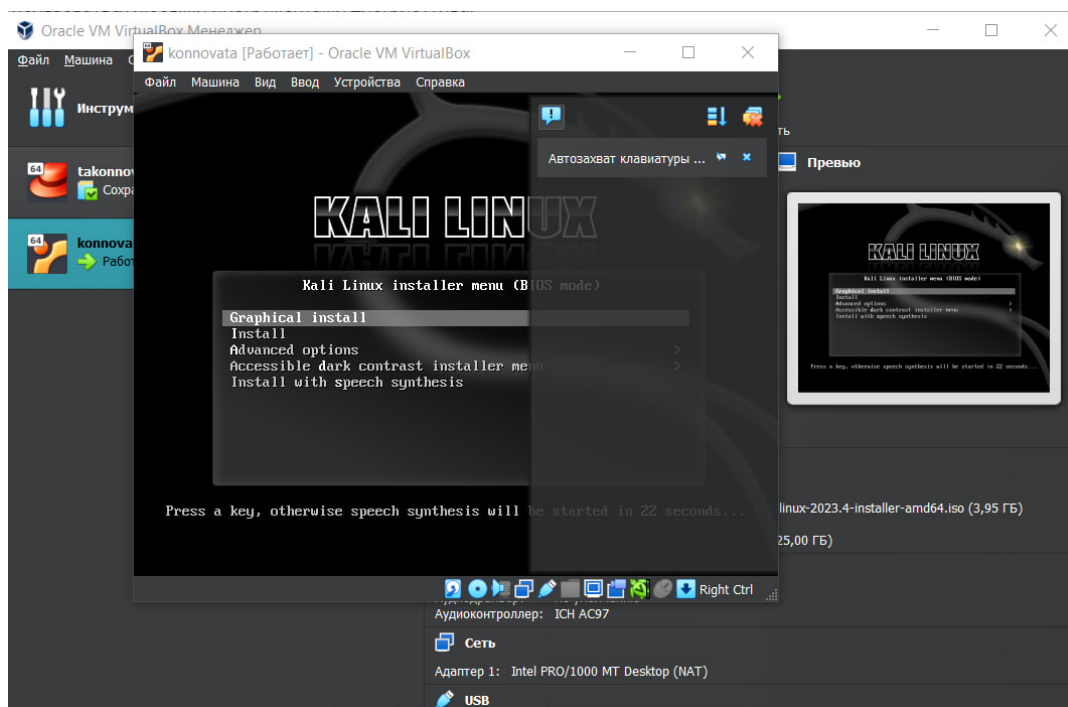 Oracle VM VirtualBox Менеджер
Файл Машина
Инструм
64
takonnov
Сохра
64
konnova
Работ
konnovata [Работает] - Oracle VM VirtualBox
Файл Машина Вид Ввод Устройства Справка
Автозахват клавиатуры ...
KALI LINUX
Kali Linux installer menu (BIOS mode)
Graphical install
Install
Advanced options
Accessible dark contrast installer menu
Install with speech synthesis
Press a key, otherwise speech synthesis will be started in 22 seconds...
Right Ctrl
ть
Превью
KALI LINUX
Kali Linux installer menu (BIOS mode)
Graphical install
Install
Advanced options
Accessible dark contrast installer menu
Install with speech synthesis
Press a key, otherwise speech synthesis will be started in 22 seconds...
linux-2023.4-installer-amd64.iso (3,95 ГБ)
25,00 ГБ)
Аудиоконтроллер: ICH AC97
Сеть
Адаптер 1: Intel PRO/1000 MT Desktop (NAT)
USB